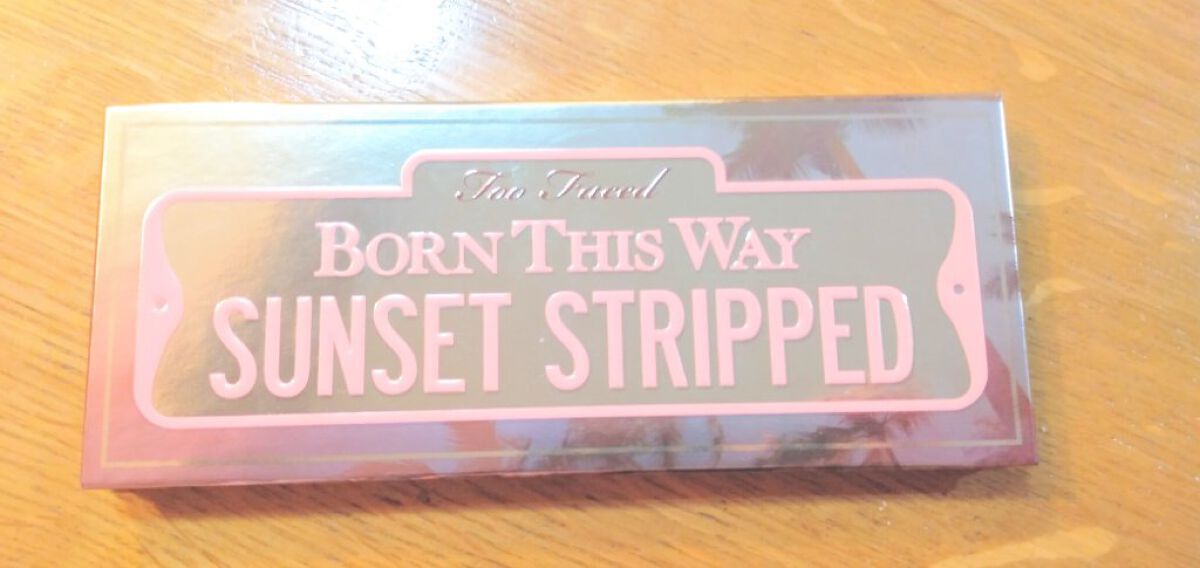 Too Faced
BORN THIS WAY
SUNSET STRIPPED